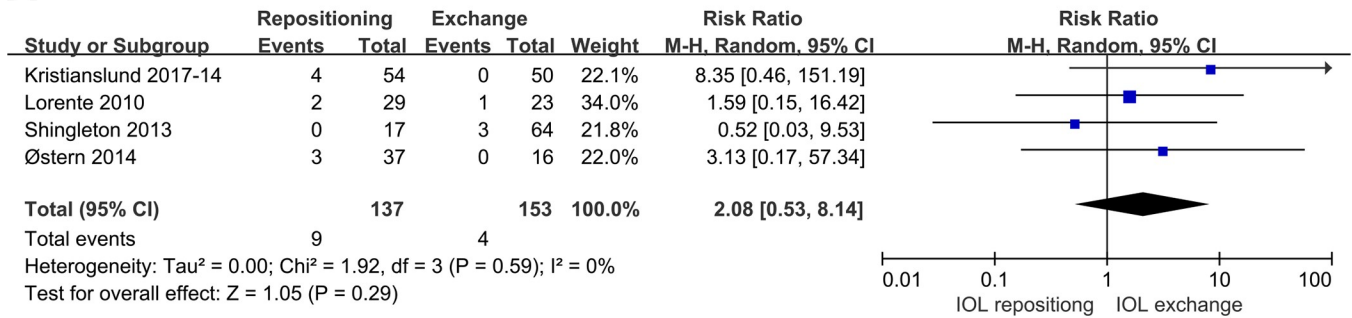 Repositioning Exchange Risk Ratio Risk Ratio
Study or Subgroup Events Total Events Total Weight M-H, Random, 95% CI M-H, Random, 95% CI
Kristianslund 2017-14 4 54 0 50 22.1% 8.35 [0.46, 151.19]
Lorente 2010 2 29 1 23 34.0% 1.59 [0.15, 16.42]
Shingleton 2013 0 17 3 64 21.8% 0.52 [0.03, 9.53]
Østern 2014 3 37 0 16 22.0% 3.13 [0.17, 57.34]
Total (95% CI) 137 153 100.0% 2.08 [0.53, 8.14]
Total events 9 4
Heterogeneity: Tau² = 0.00; Chi² = 1.92, df = 3 (P = 0.59); I² = 0%
Test for overall effect: Z = 1.05 (P = 0.29)
0.01 0.1 1 10 100
IOL repositiong IOL exchange